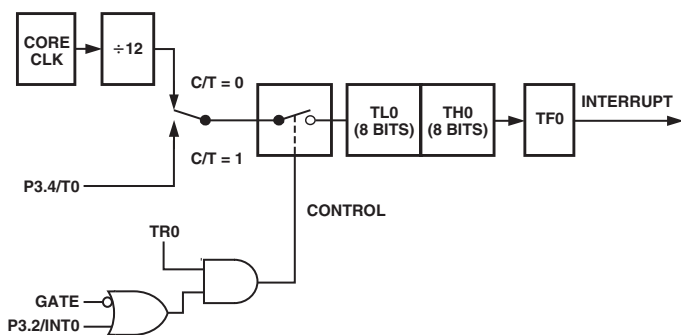 CORE
CLK
÷12
C/T = 0
C/T = 1
P3.4/T0
TL0
(8 BITS)
TH0
(8 BITS)
TF0
INTERRUPT
CONTROL
TR0
GATE
P3.2/INT0